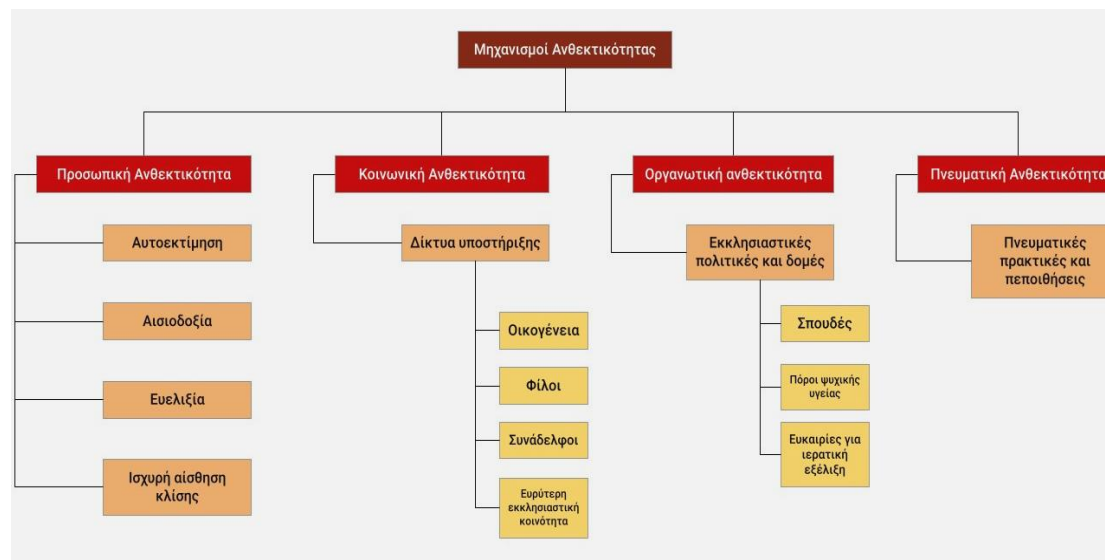 Μηχανισμοί Ανθεκτικότητας
Προσωπική Ανθεκτικότητα
Κοινωνική Ανθεκτικότητα
Οργανωτική ανθεκτικότητα
Πνευματική Ανθεκτικότητα
Αυτοεκτίμηση
Αισιοδοξία
Ευελιξία
Ισχυρή αίσθηση
κλίσης
Δίκτυα υποστήριξης
Οικογένεια
Φίλοι
Συνάδελφοι
Ευρύτερη
εκκλησιαστική
κοινότητα
Εκκλησιαστικές
πολιτικές και δομές
Σπουδές
Πόροι ψυχικής
υγείας
Ευκαιρίες για
ιερατική
εξέλιξη
Πνευματικές
πρακτικές και
πεποιθήσεις